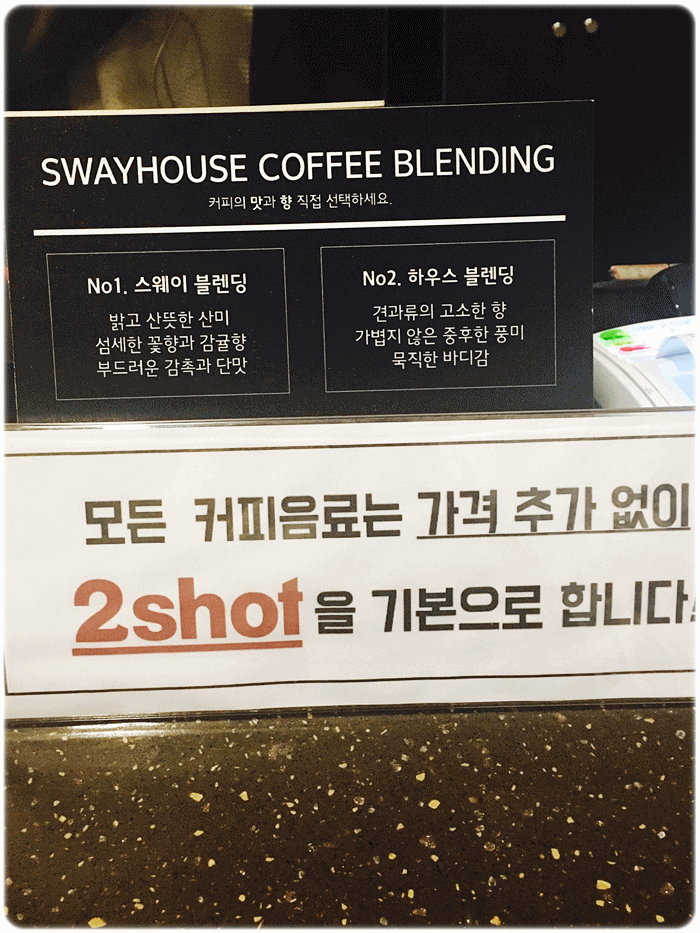 SWAYHOUSE COFFEE BLENDING
커피의 맛과 향 직접 선택하세요.
No1. 스웨이 블렌딩
밝고 산뜻한 산미
섬세한 꽃향과 감귤향
부드러운 감촉과 단맛
No2. 하우스 블렌딩
견과류의 고소한 향
가볍지 않은 중후한 풍미
묵직한 바디감
모든 커피음료는 가격 추가 없이
2shot을 기본으로 합니다!